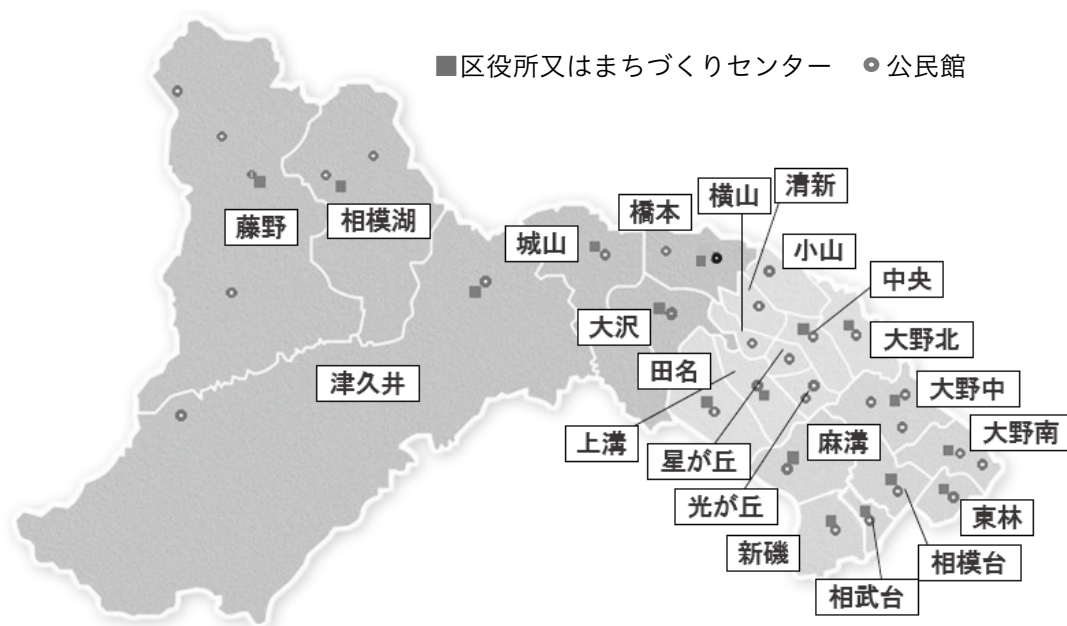 ■区役所又はまちづくりセンター ◎公民館
清新
横山
橋本
小山
藤野
相模湖
城山
中央
大沢
大野北
田名
津久井
大野中
上溝
星が丘
麻溝
大野南
光が丘
東林
新磯
相模台
相武台